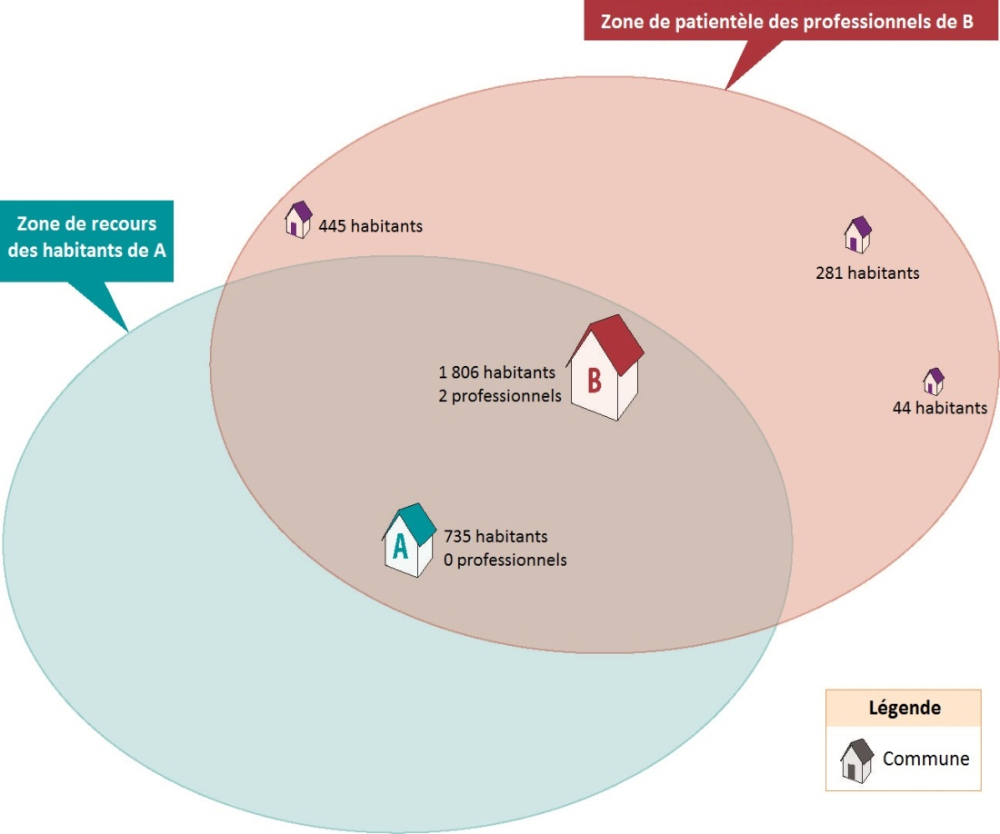 Zone de patientèle des professionnels de B
Zone de recours
des habitants de A
445 habitants
281 habitants
1 806 habitants
2 professionnels
B
44 habitants
A
735 habitants
0 professionnels
Légende
Commune